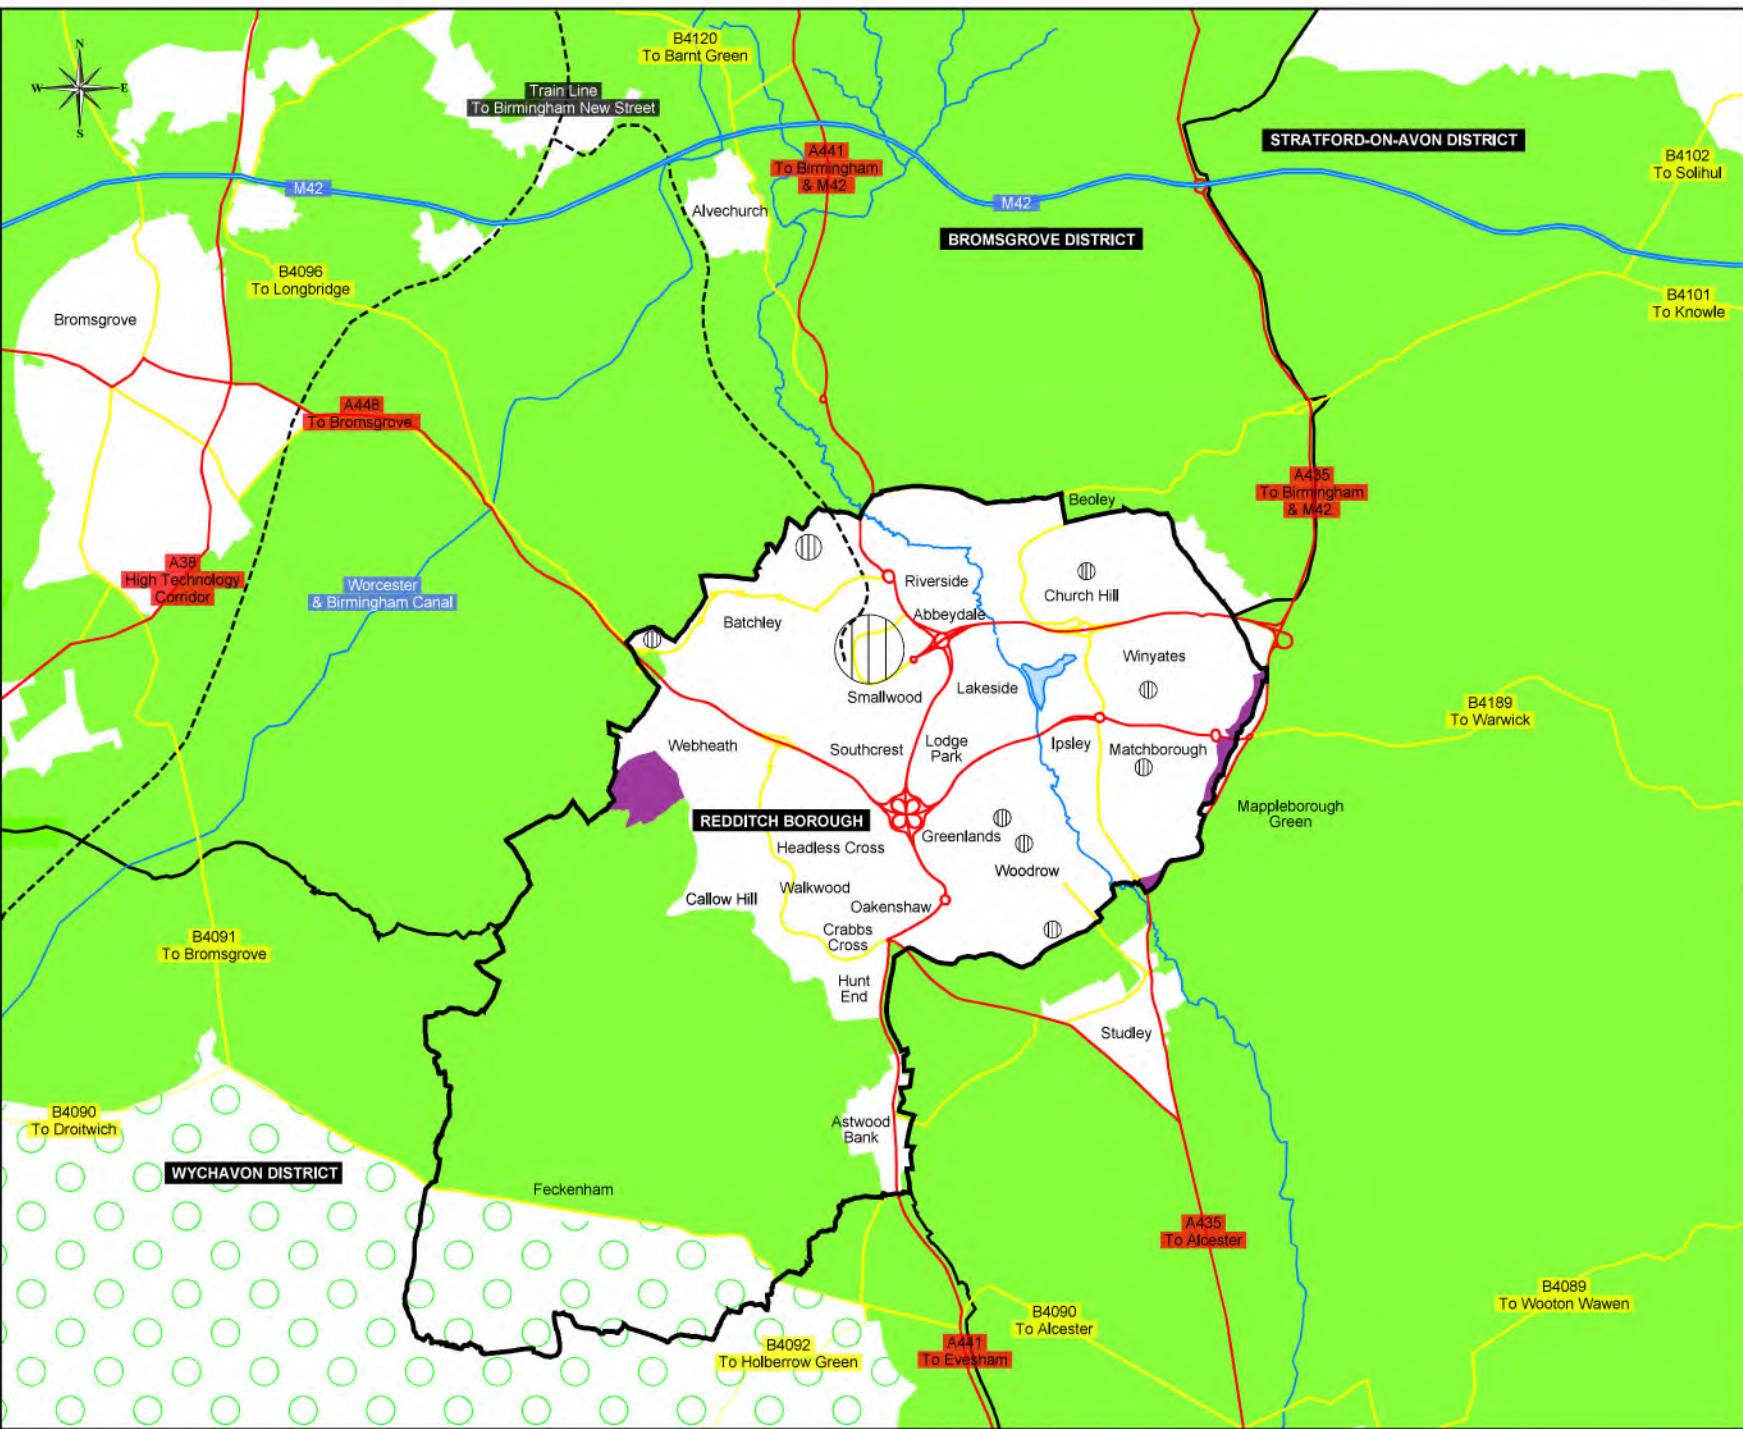 N
W
E
S
B4120
To Barnt Green
Train Line
To Birmingham New Street
A441
To Birmingham
& M42
STRATFORD-ON-AVON DISTRICT
B4102
To Solihul
M42
M42
Alvechurch
BROMSGROVE DISTRICT
B4096
To Longbridge
B4101
To Knowle
Bromsgrove
A448
To Bromsgrove
A435
To Birmingham
& M42
Beoley
A38
High Technology
Corridor
Worcester
& Birmingham Canal
Riverside
Church Hill
Abbeydale
Batchley
Winyates
Smallwood
Lakeside
B4189
To Warwick
Webheath
Southcrest
Lodge
Park
Ipsley
Matchborough
REDDITCH BOROUGH
Mappleborough
Green
Greenlands
Headless Cross
Woodrow
Walkwood
Callow Hill
Oakenshaw
Crabbs
Cross
B4091
To Bromsgrove
Hunt
End
Studley
B4090
To Droitwich
Astwood
Bank
WYCHAVON DISTRICT
Feckenham
A435
To Alcester
B4089
To Wooton Wawen
B4090
To Alcester
B4092
To Holberrow Green
A441
To Evesham